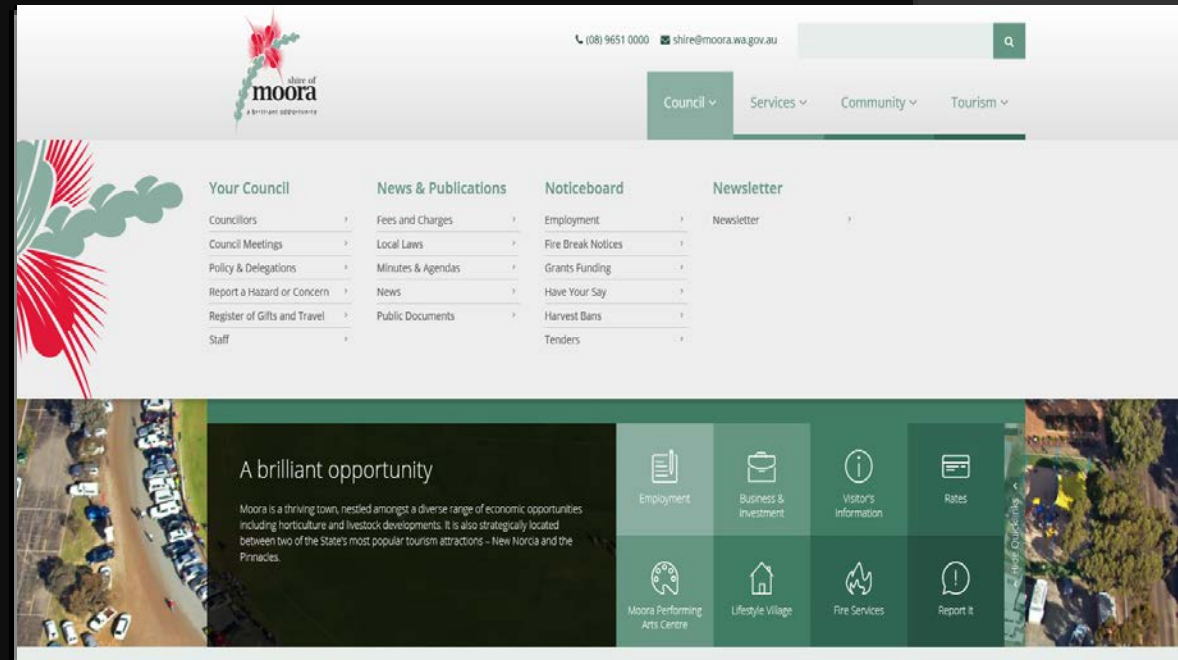 shire of
moora
a brilliant opportunity
(08) 9651 0000 shire@moora.wa.gov.au
Council Services Community Tourism
Your Council
Councillors
Council Meetings
Policy & Delegations
Report a Hazard or Concern
Register of Gifts and Travel
Staff
News & Publications
Fees and Charges
Local Laws
Minutes & Agendas
News
Public Documents
Noticeboard
Employment
Fire Break Notices
Grants Funding
Have Your Say
Harvest Bans
Tenders
Newsletter
Newsletter
A brilliant opportunity
Moora is a thriving town, nestled amongst a diverse range of economic opportunities
including horticulture and livestock developments. It is also strategically located
between two of the State's most popular tourism attractions – New Norcia and the
Pinnacles.
Employment
Business &
Investment
Visitor's
Information
Rates
Moora Performing
Arts Centre
Lifestyle Village
Fire Services
Report It
Hide Quicklinks